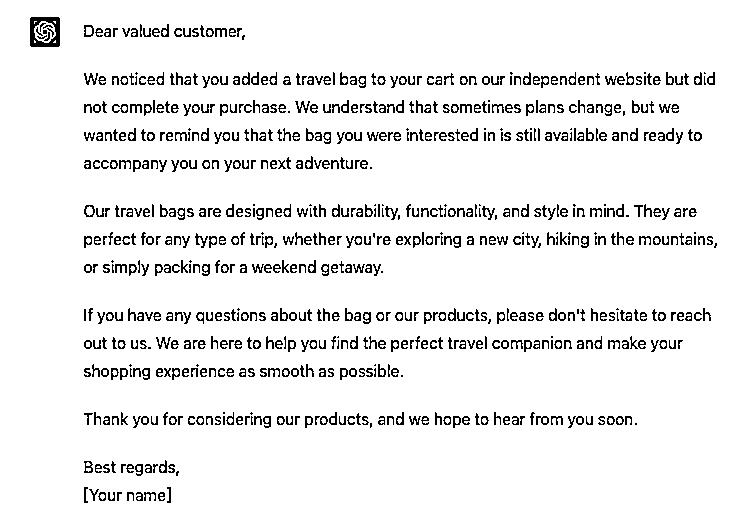 Dear valued customer,
We noticed that you added a travel bag to your cart on our independent website but did
not complete your purchase. We understand that sometimes plans change, but we
wanted to remind you that the bag you were interested in is still available and ready to
accompany you on your next adventure.
Our travel bags are designed with durability, functionality, and style in mind. They are
perfect for any type of trip, whether you're exploring a new city, hiking in the mountains,
or simply packing for a weekend getaway.
If you have any questions about the bag or our products, please don't hesitate to reach
out to us. We are here to help you find the perfect travel companion and make your
shopping experience as smooth as possible.
Thank you for considering our products, and we hope to hear from you soon.
Best regards,
[Your name]